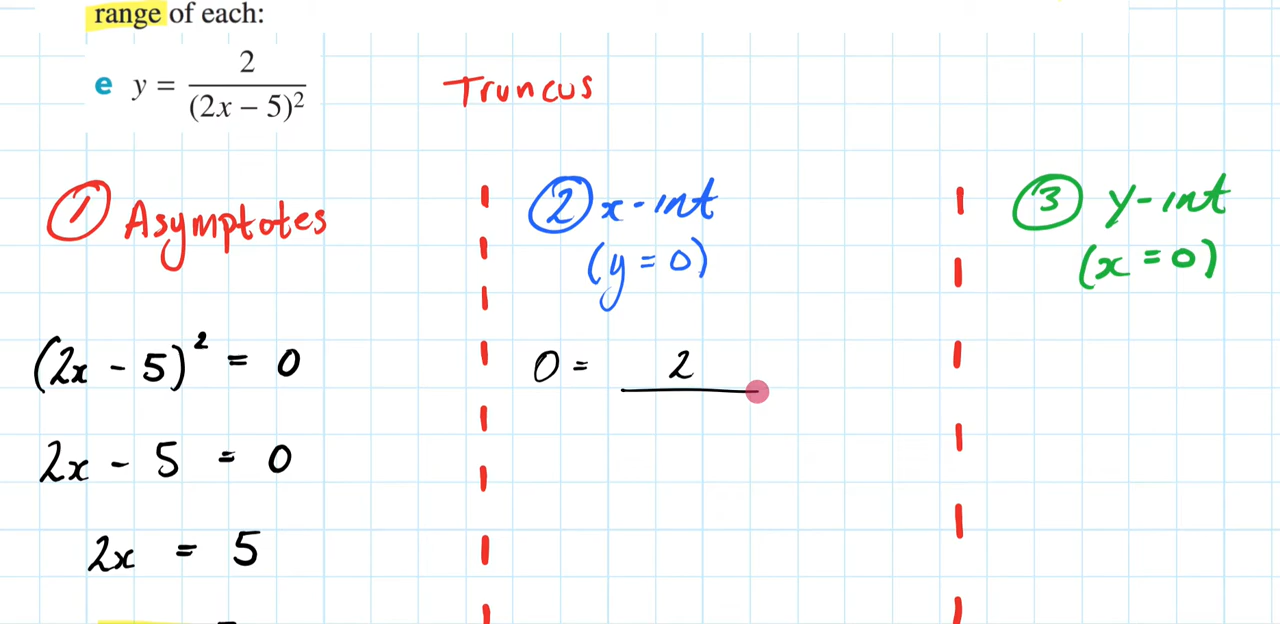 range of each:
e y = 2/(2x – 5)²
Truncus
① Asymptotes
(2x - 5)² = 0
2x - 5 = 0
2x = 5
② x-int
(y = 0)
0 = 2
③ y-int
(x = 0)